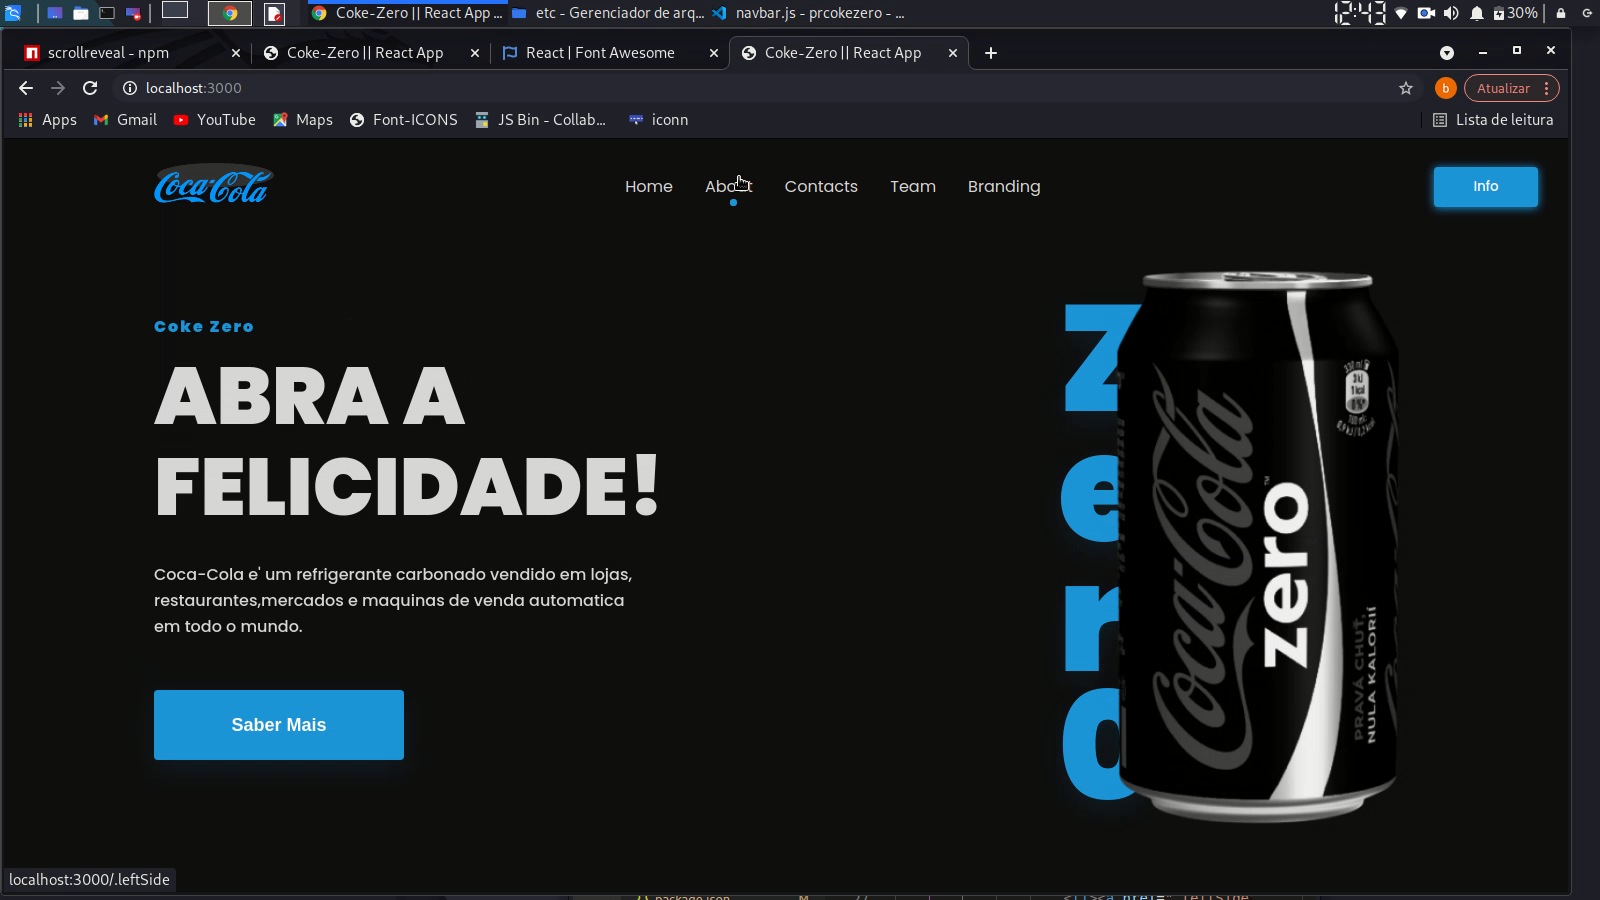 Coke-Zero || React App ...
etc - Gerenciador de arq...
navbar.js - prcokezero - ...
12:43
30%
scrollreveal - npm
Coke-Zero || React App
React | Font Awesome
Coke-Zero || React App
localhost:3000
b
Atualizar
Apps
Gmail
YouTube
Maps
Font-ICONS
JS Bin - Collab...
iconn
Lista de leitura
Coca-Cola
Home
About
Contacts
Team
Branding
Info
Coke Zero
ABRA A
FELICIDADE!
Coca-Cola e' um refrigerante carbonado vendido em lojas,
restaurantes,mercados e maquinas de venda automatica
em todo o mundo.
Saber Mais
zero
Coca-Cola
zero
™
PRAVÁ CHUŤ,
NULA KALORIÍ
localhost:3000/.leftSide
package.json
M